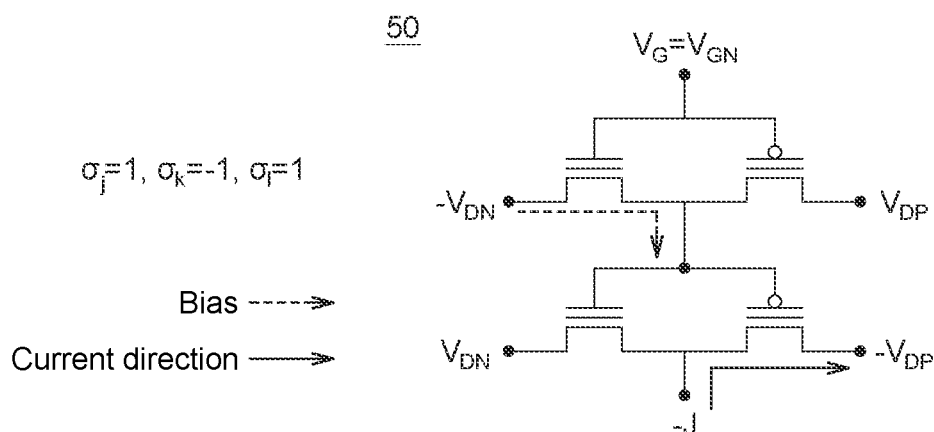 50
V_G=V_GN
σ_j=1, σ_k=-1, σ_l=1
-V_DN
V_DP
Bias
Current direction
V_DN
-V_DP
-J